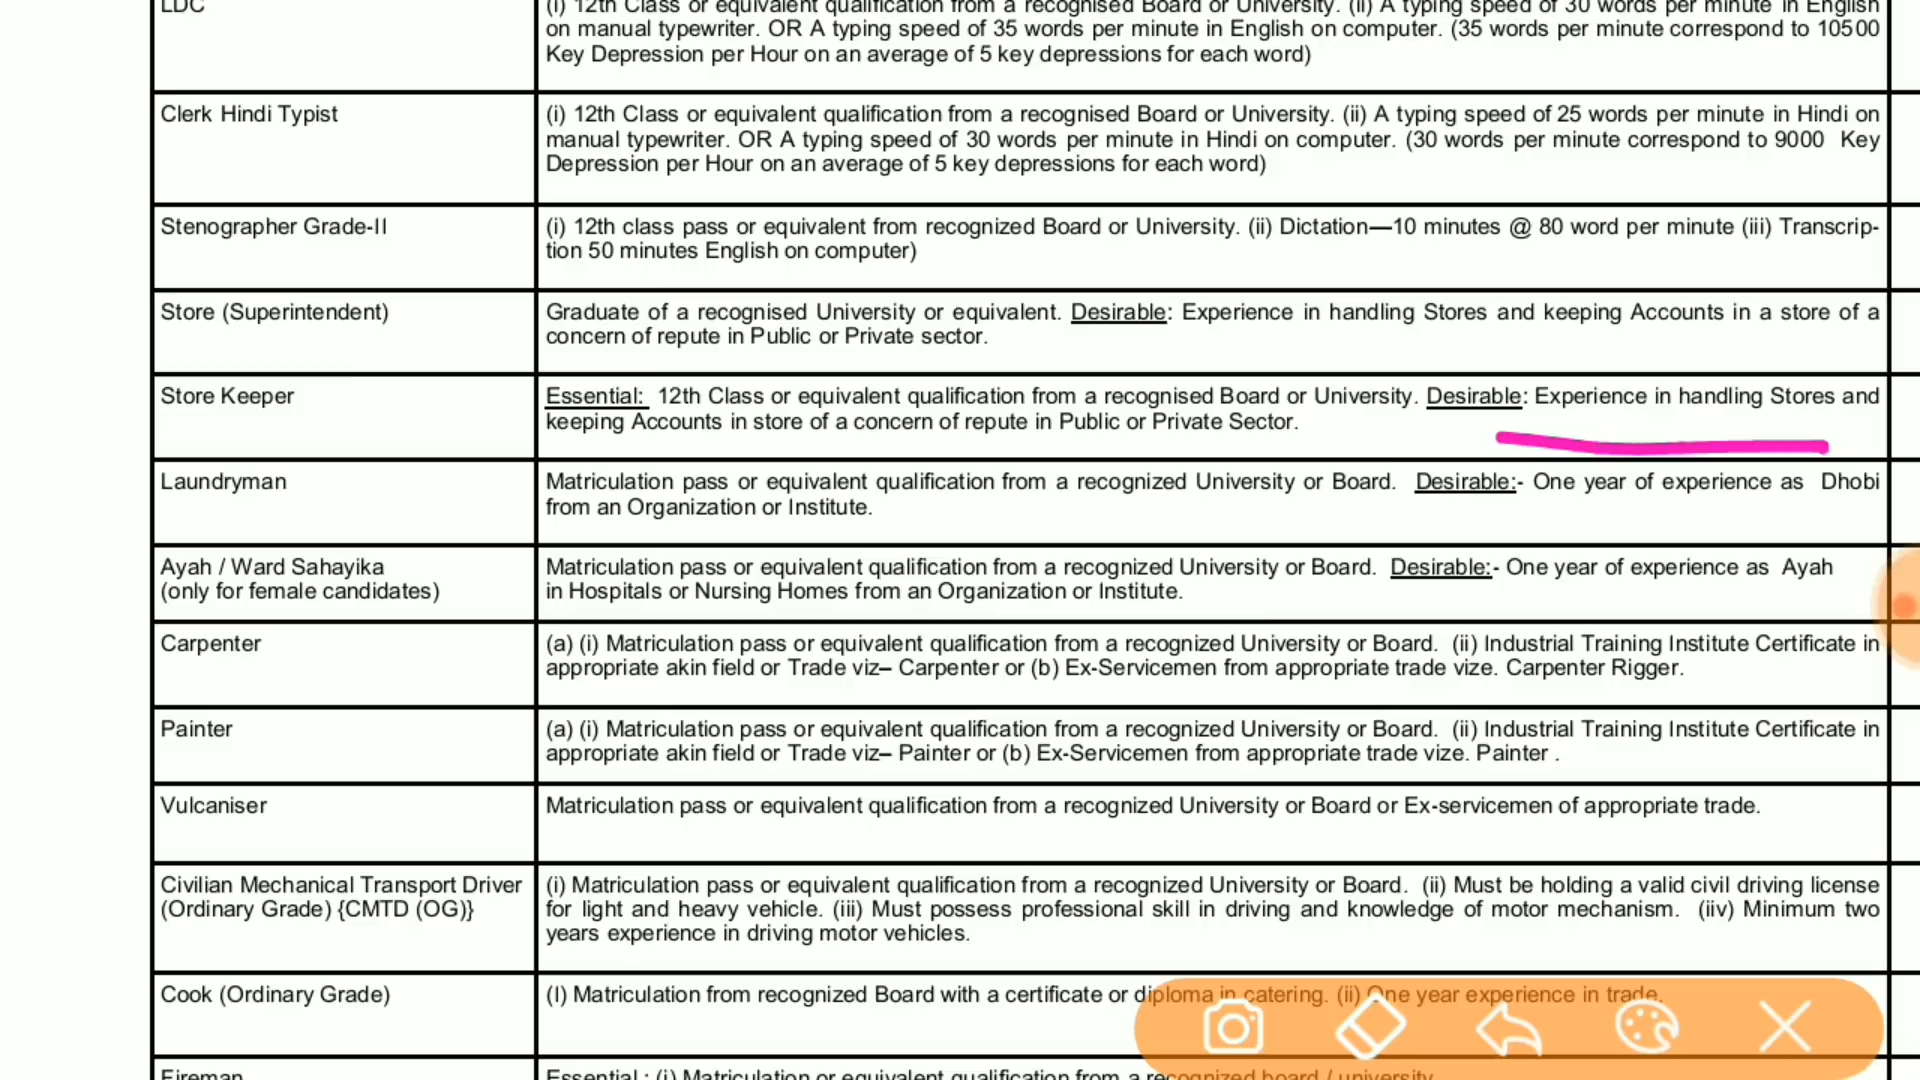 LDC
(i) 12th Class or equivalent qualification from a recognised Board or University. (ii) A typing speed of 30 words per minute in English
on manual typewriter. OR A typing speed of 35 words per minute in English on computer. (35 words per minute correspond to 10500
Key Depression per Hour on an average of 5 key depressions for each word)
Clerk Hindi Typist
(i) 12th Class or equivalent qualification from a recognised Board or University. (ii) A typing speed of 25 words per minute in Hindi on
manual typewriter. OR A typing speed of 30 words per minute in Hindi on computer. (30 words per minute correspond to 9000 Key
Depression per Hour on an average of 5 key depressions for each word)
Stenographer Grade-II
(i) 12th class pass or equivalent from recognized Board or University. (ii) Dictation—10 minutes @ 80 word per minute (iii) Transcrip-
tion 50 minutes English on computer)
Store (Superintendent)
Graduate of a recognised University or equivalent. Desirable: Experience in handling Stores and keeping Accounts in a store of a
concern of repute in Public or Private sector.
Store Keeper
Essential: 12th Class or equivalent qualification from a recognised Board or University. Desirable: Experience in handling Stores and
keeping Accounts in store of a concern of repute in Public or Private Sector.
Laundryman
Matriculation pass or equivalent qualification from a recognized University or Board. Desirable:- One year of experience as Dhobi
from an Organization or Institute.
Ayah / Ward Sahayika
(only for female candidates)
Matriculation pass or equivalent qualification from a recognized University or Board. Desirable:- One year of experience as Ayah
in Hospitals or Nursing Homes from an Organization or Institute.
Carpenter
(a) (i) Matriculation pass or equivalent qualification from a recognized University or Board. (ii) Industrial Training Institute Certificate in
appropriate akin field or Trade viz– Carpenter or (b) Ex-Servicemen from appropriate trade vize. Carpenter Rigger.
Painter
(a) (i) Matriculation pass or equivalent qualification from a recognized University or Board. (ii) Industrial Training Institute Certificate in
appropriate akin field or Trade viz– Painter or (b) Ex-Servicemen from appropriate trade vize. Painter .
Vulcaniser
Matriculation pass or equivalent qualification from a recognized University or Board or Ex-servicemen of appropriate trade.
Civilian Mechanical Transport Driver
(Ordinary Grade) {CMTD (OG)}
(i) Matriculation pass or equivalent qualification from a recognized University or Board. (ii) Must be holding a valid civil driving license
for light and heavy vehicle. (iii) Must possess professional skill in driving and knowledge of motor mechanism. (iiv) Minimum two
years experience in driving motor vehicles.
Cook (Ordinary Grade)
(I) Matriculation from recognized Board with a certificate or diploma in catering. (ii) One year experience in trade.
Fireman
Essential : (i) Matriculation or equivalent qualification from a recognized board / university